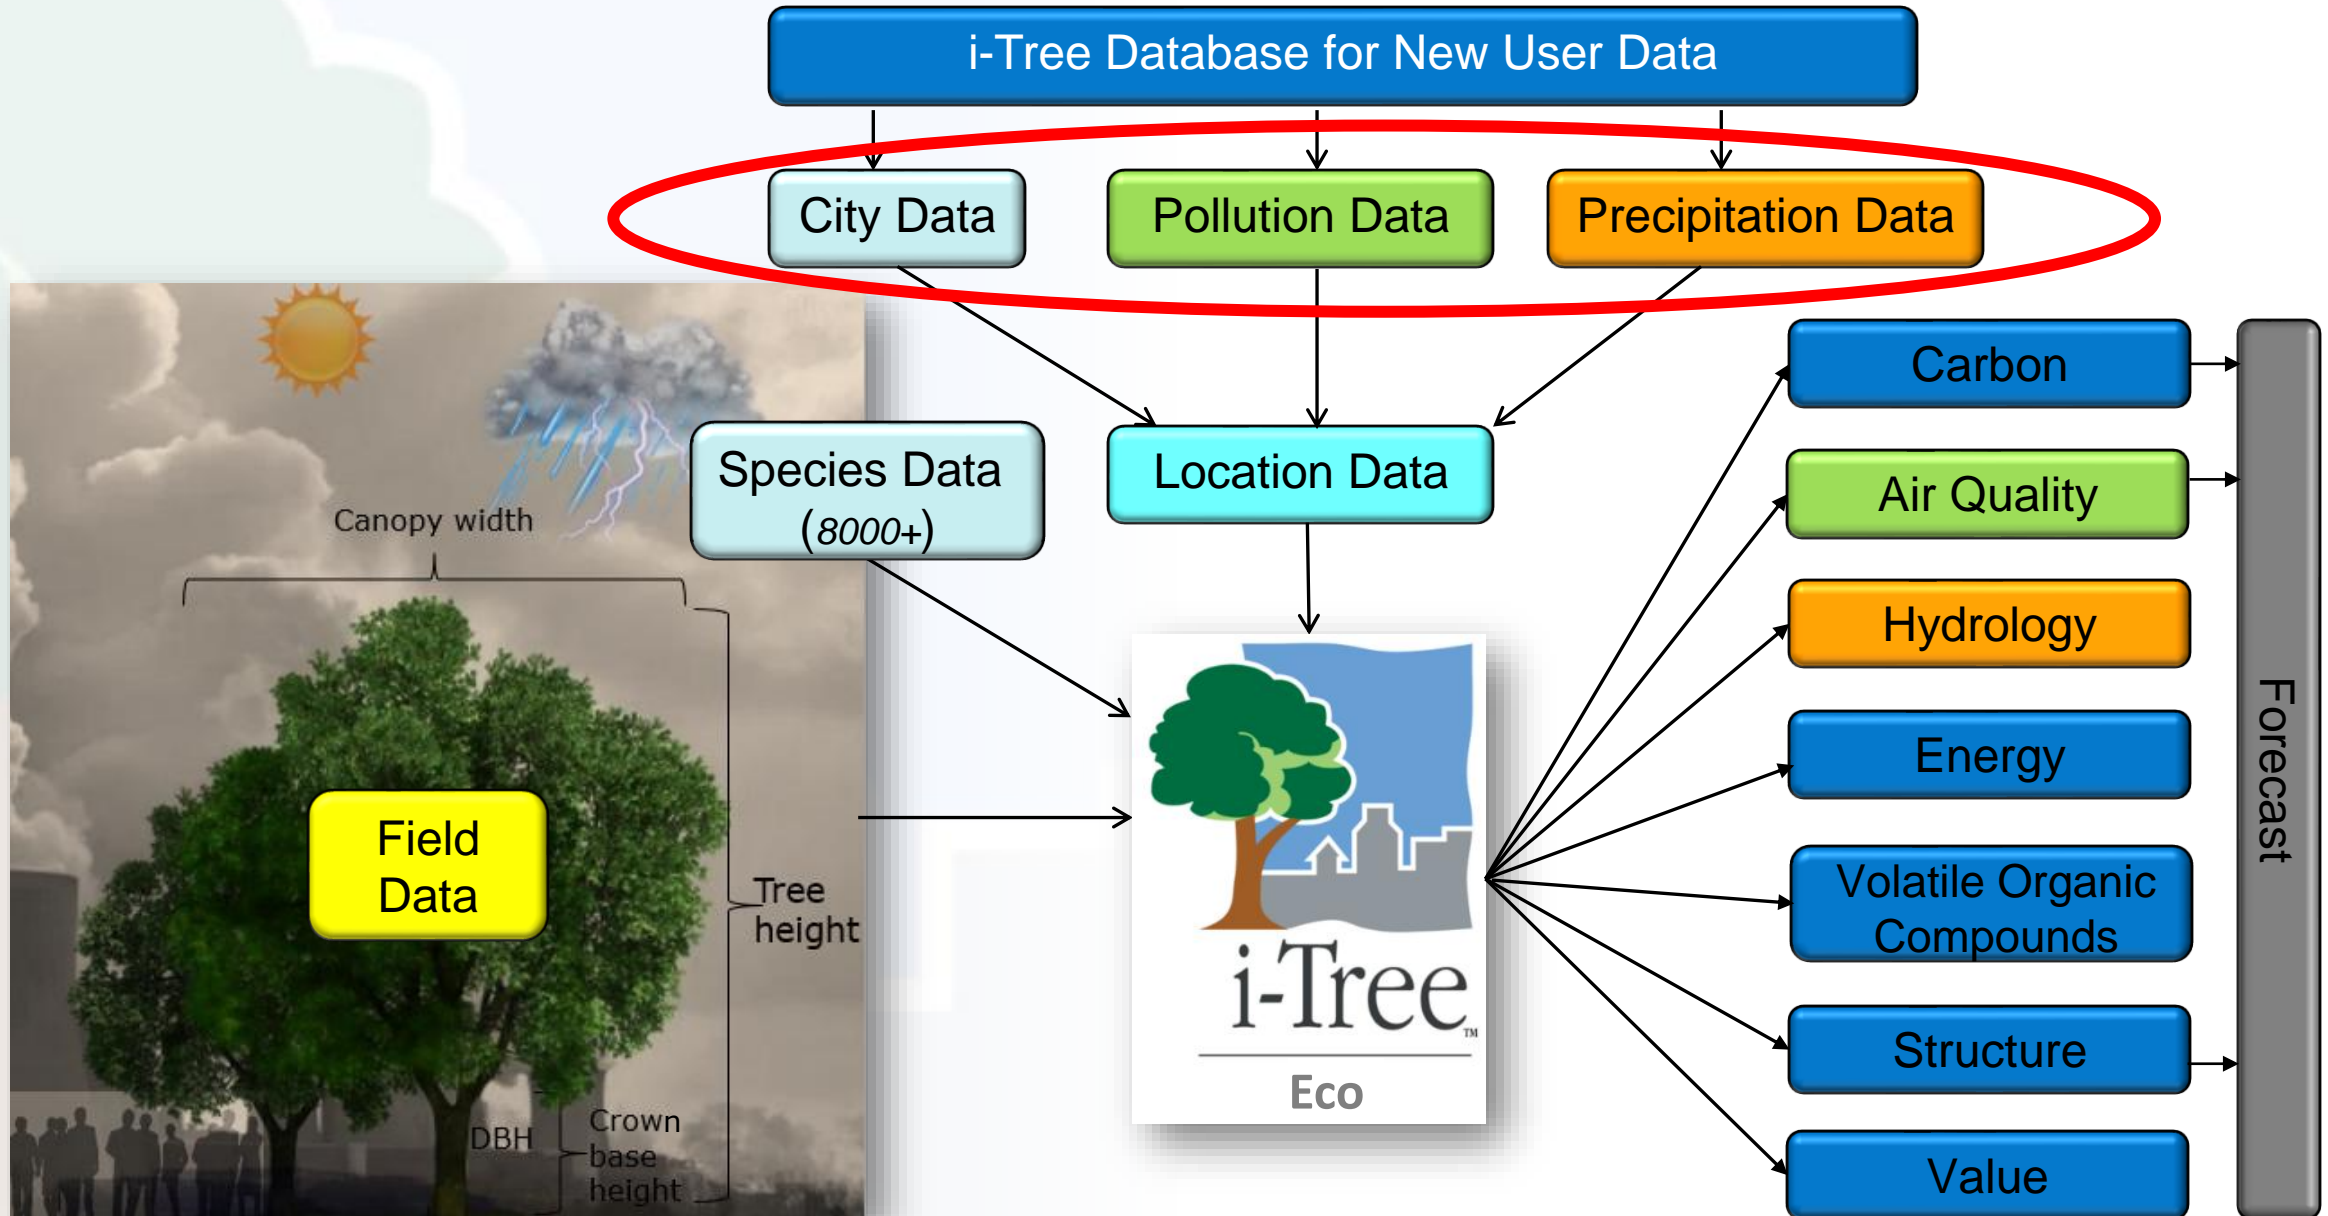 i-Tree Database for New User Data
City Data
Pollution Data
Precipitation Data
Species Data
(8000+)
Location Data
Canopy width
Field
Data
Tree
height
DBH
Crown
base
height
i-Tree™
Eco
Carbon
Air Quality
Hydrology
Energy
Volatile Organic
Compounds
Structure
Value
Forecast